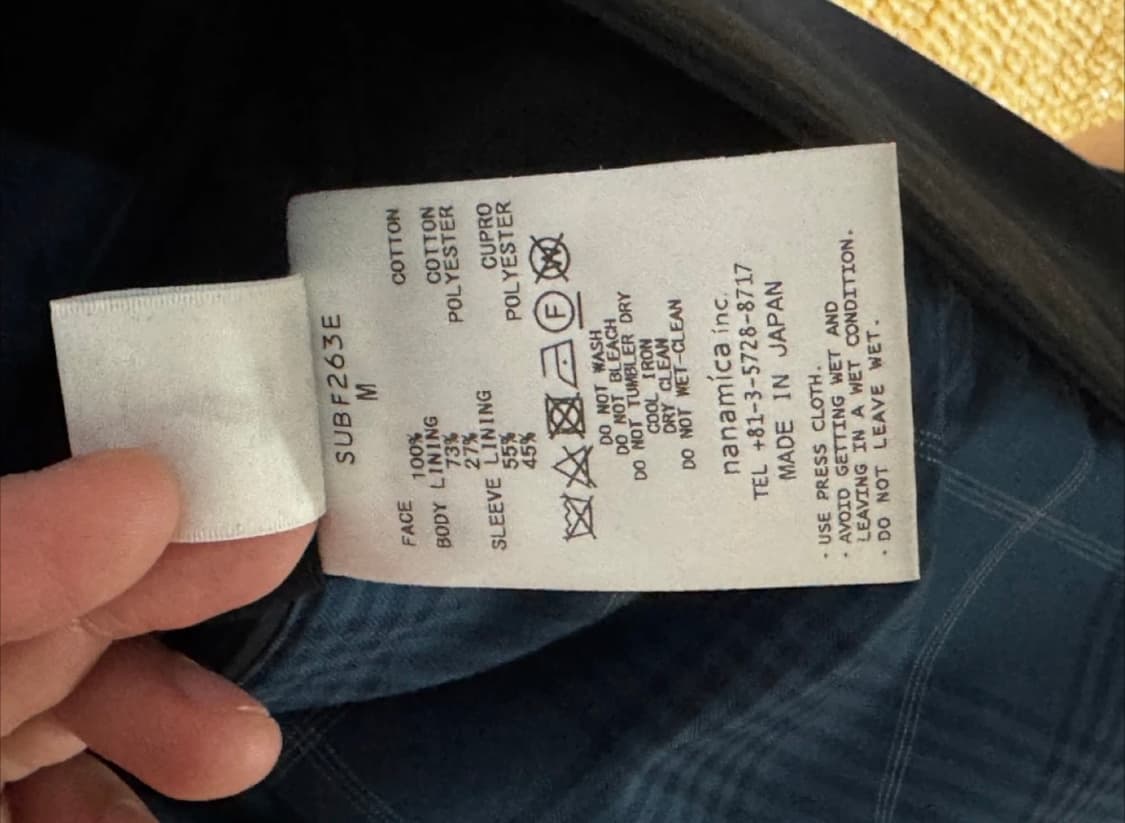 SUBF263E
M
FACE 100% COTTON
BODY LINING
73% COTTON
27% POLYESTER
SLEEVE LINING
55% CUPRO
45% POLYESTER
F W
DO NOT WASH
DO NOT BLEACH
DO NOT TUMBLER DRY
COOL IRON
DRY CLEAN
DO NOT WET-CLEAN
nanamíca inc.
TEL +81-3-5728-8717
MADE IN JAPAN
・USE PRESS CLOTH.
・AVOID GETTING WET AND
LEAVING IN A WET CONDITION.
・DO NOT LEAVE WET.